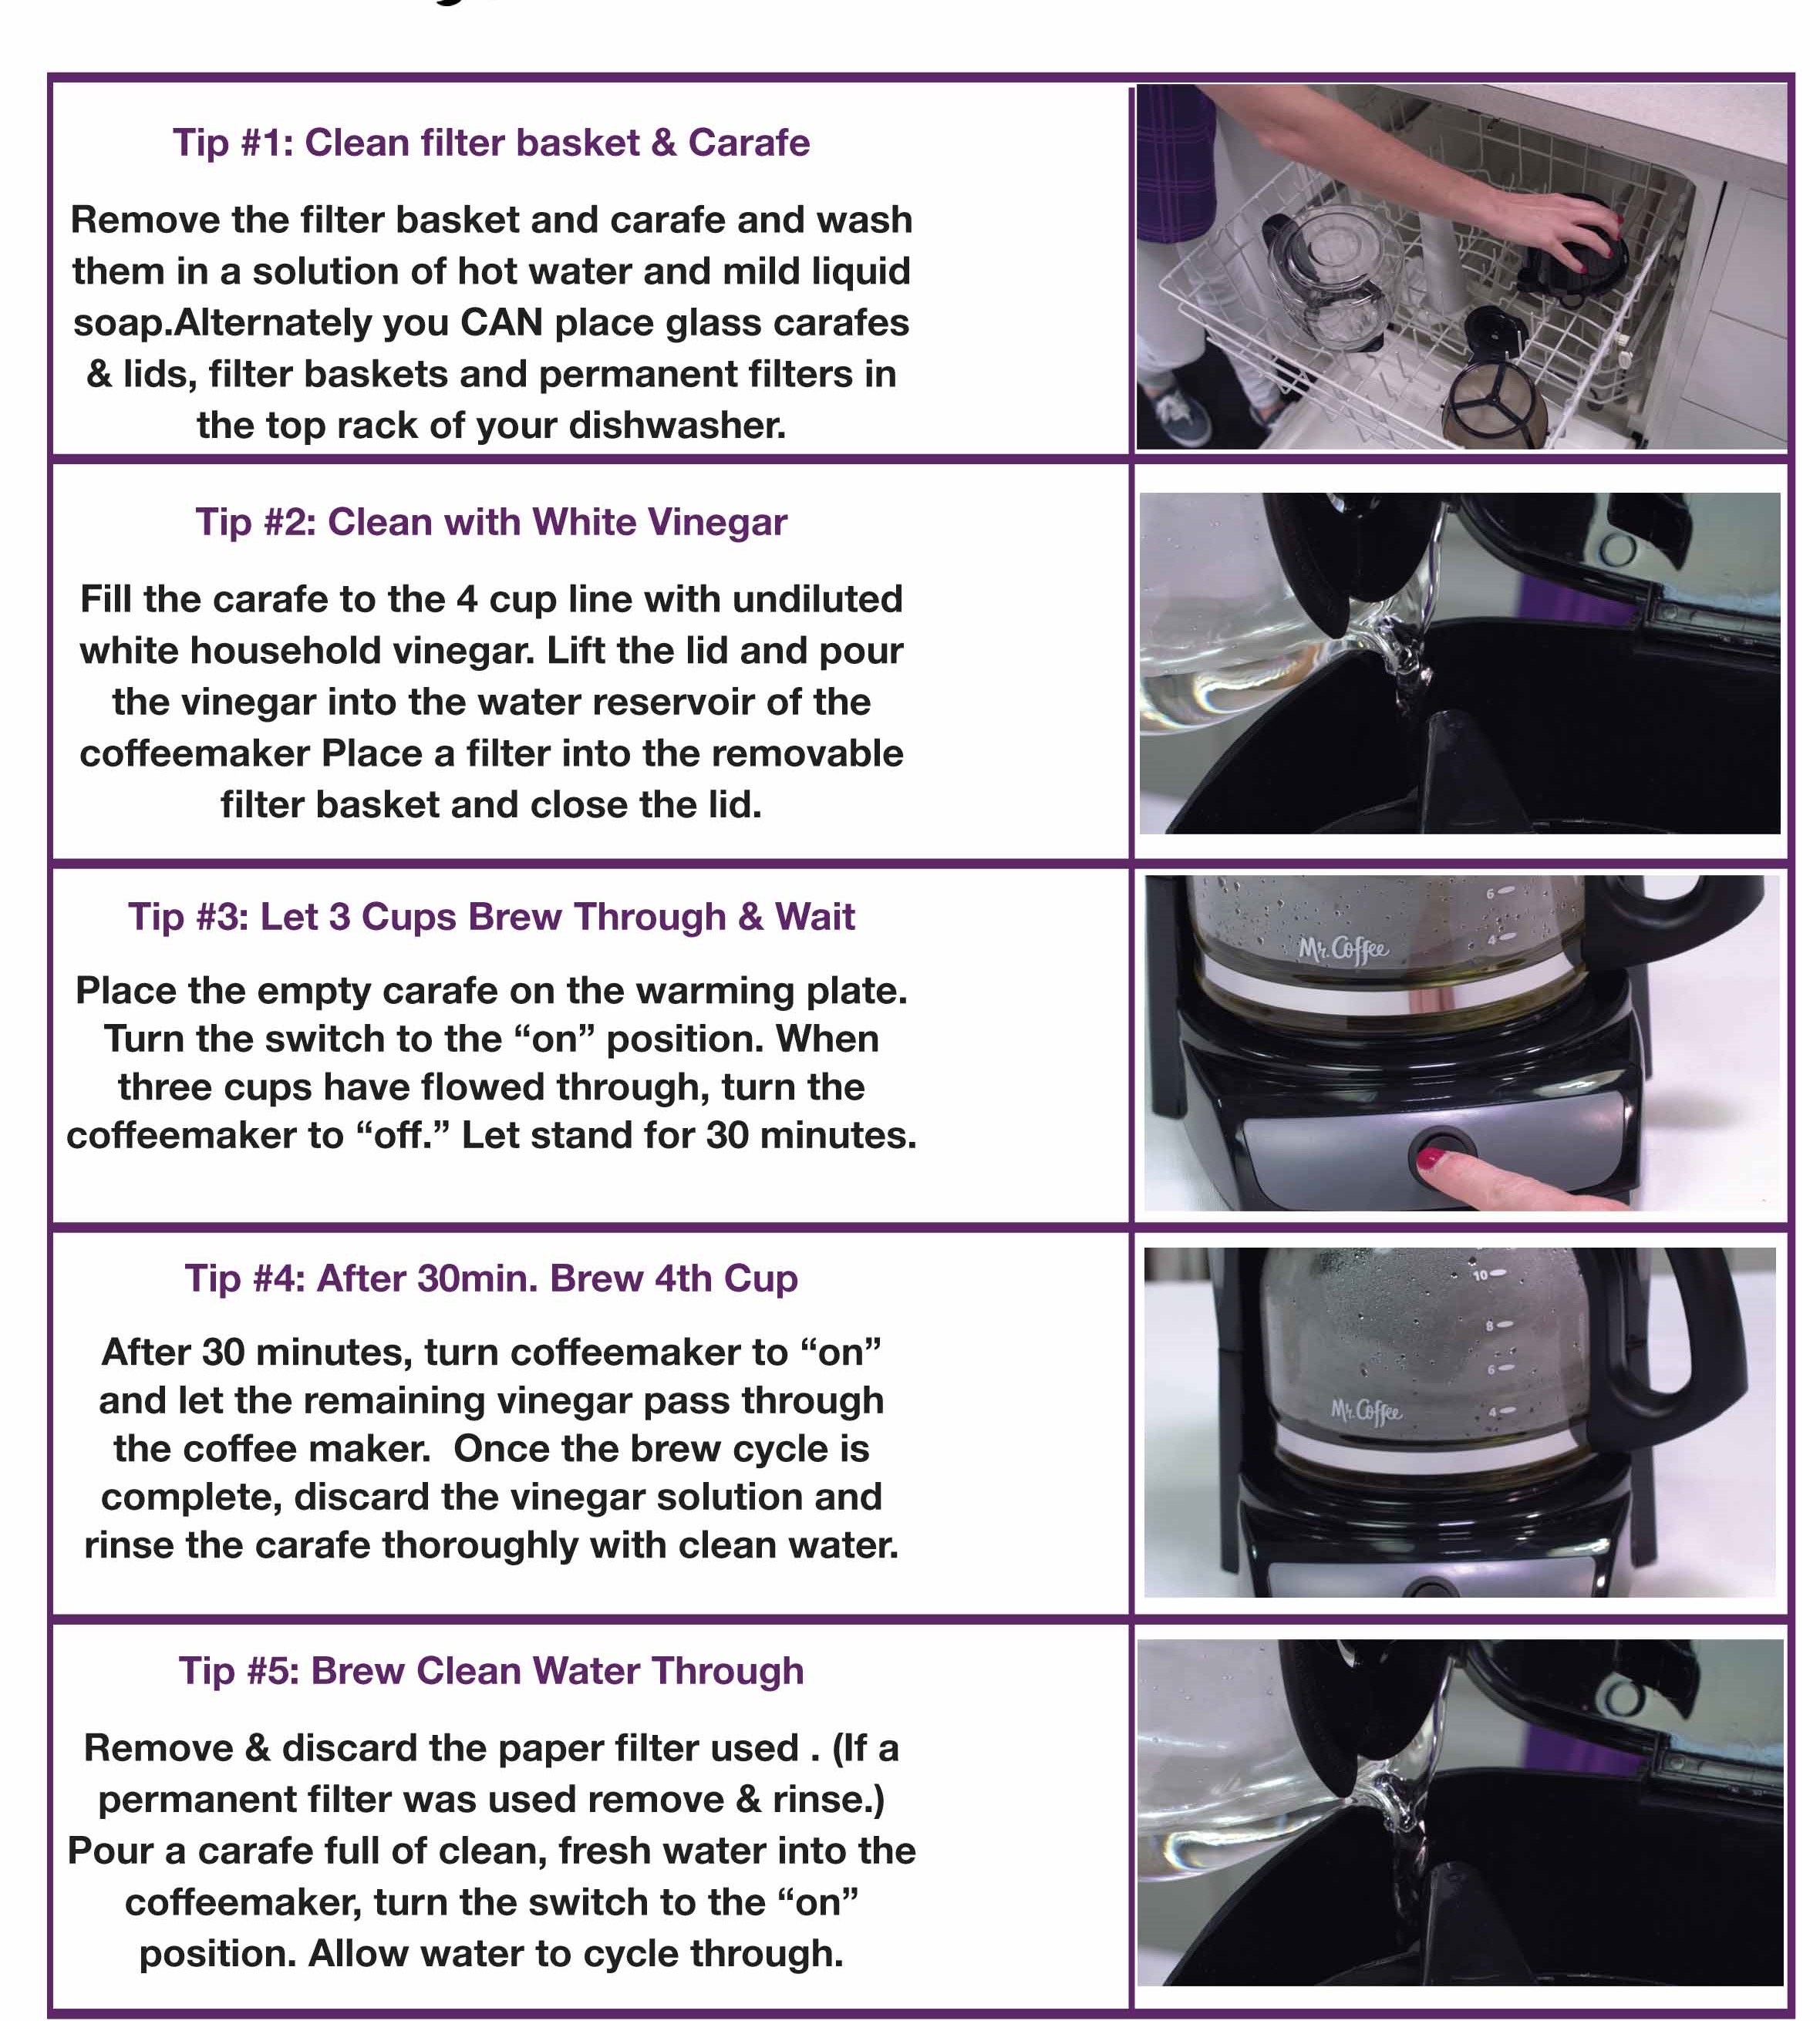 Tip #1: Clean filter basket & Carafe
Remove the filter basket and carafe and wash
them in a solution of hot water and mild liquid
soap.Alternately you CAN place glass carafes
& lids, filter baskets and permanent filters in
the top rack of your dishwasher.
Tip #2: Clean with White Vinegar
Fill the carafe to the 4 cup line with undiluted
white household vinegar. Lift the lid and pour
the vinegar into the water reservoir of the
coffeemaker Place a filter into the removable
filter basket and close the lid.
Tip #3: Let 3 Cups Brew Through & Wait
Place the empty carafe on the warming plate.
Turn the switch to the “on” position. When
three cups have flowed through, turn the
coffeemaker to “off.” Let stand for 30 minutes.
6
4
Mr. Coffee
Tip #4: After 30min. Brew 4th Cup
After 30 minutes, turn coffeemaker to “on”
and let the remaining vinegar pass through
the coffee maker.  Once the brew cycle is
complete, discard the vinegar solution and
rinse the carafe thoroughly with clean water.
10
8
6
4
Mr. Coffee
Tip #5: Brew Clean Water Through
Remove & discard the paper filter used . (If a
permanent filter was used remove & rinse.)
Pour a carafe full of clean, fresh water into the
coffeemaker, turn the switch to the “on”
position. Allow water to cycle through.